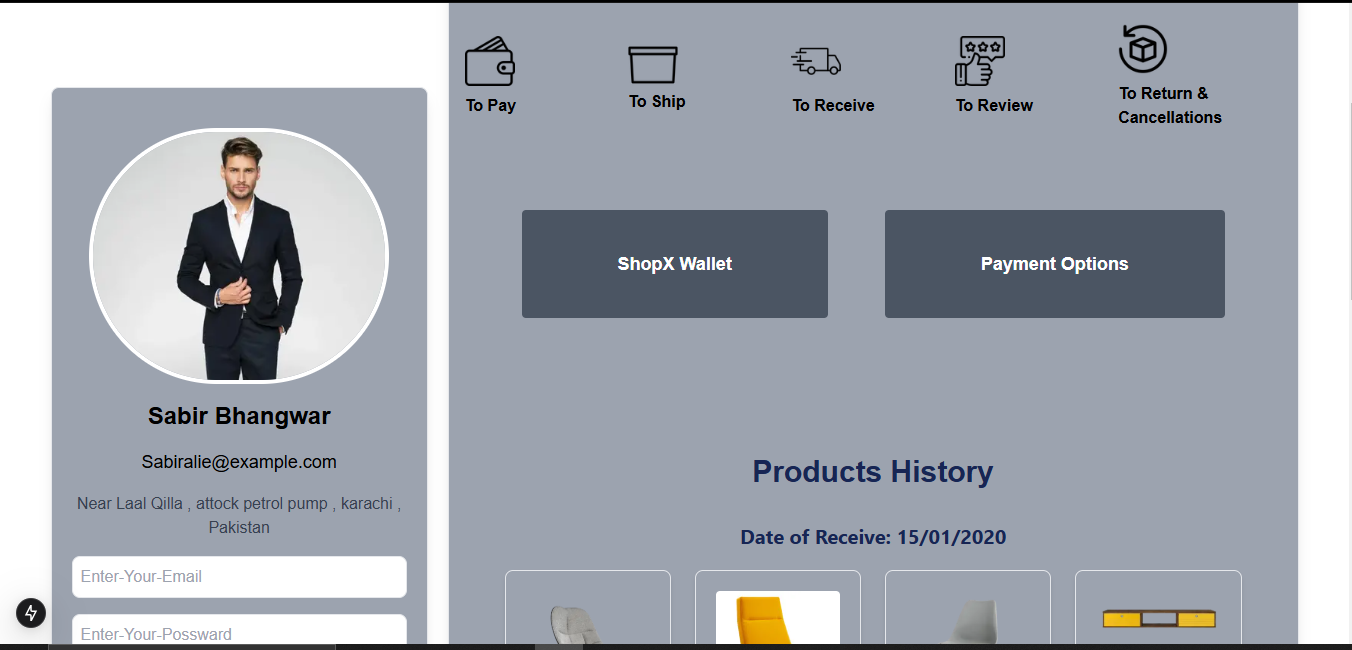 To Pay
To Ship
To Receive
To Review
To Return &
Cancellations
ShopX Wallet
Payment Options
Sabir Bhangwar
Sabiralie@example.com
Near Laal Qilla , attock petrol pump , karachi ,
Pakistan
Enter-Your-Email
Enter-Your-Possward
Products History
Date of Receive: 15/01/2020